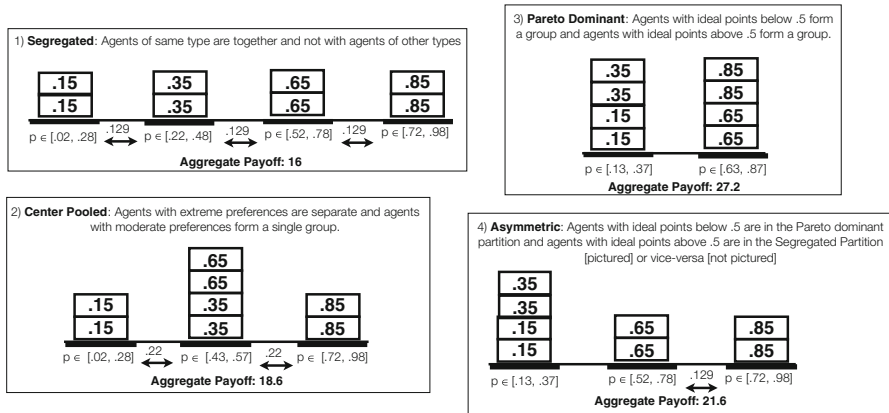 1) Segregated: Agents of same type are together and not with agents of other types
.15 .35 .65 .85
.15 .35 .65 .85
.129 .129 .129
p ∈ [.02, .28] p ∈ [.22, .48] p ∈ [.52, .78] p ∈ [.72, .98]
Aggregate Payoff: 16
2) Center Pooled: Agents with extreme preferences are separate and agents
with moderate preferences form a single group.
.65
.65
.15 .35 .85
.15 .35 .85
.22 .22
p ∈ [.02, .28] p ∈ [.43, .57] p ∈ [.72, .98]
Aggregate Payoff: 18.6
3) Pareto Dominant: Agents with ideal points below .5 form
a group and agents with ideal points above .5 form a group.
.35 .85
.35 .85
.15 .65
.15 .65
p ∈ [.13, .37] p ∈ [.63, .87]
Aggregate Payoff: 27.2
4) Asymmetric: Agents with ideal points below .5 are in the Pareto dominant
partition and agents with ideal points above .5 are in the Segregated Partition
[pictured] or vice-versa [not pictured]
.35
.35
.15 .65 .85
.15 .65 .85
.129
p ∈ [.13, .37] p ∈ [.52, .78] p ∈ [.72, .98]
Aggregate Payoff: 21.6